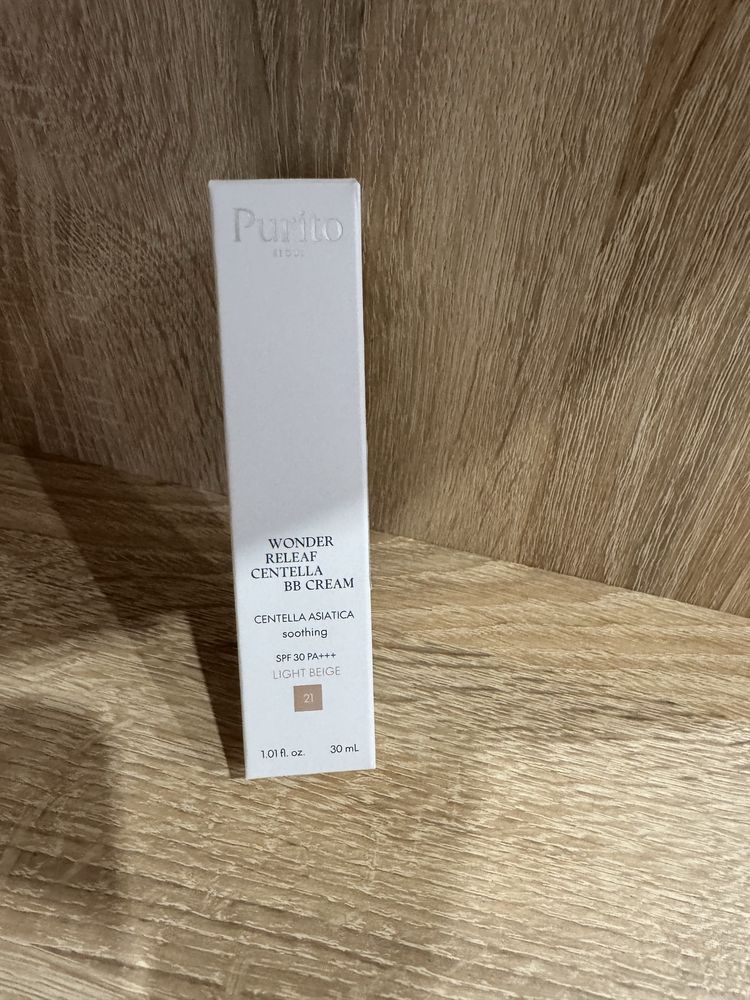 Purito
SEOUL
WONDER
RELEAF
CENTELLA
BB CREAM
CENTELLA ASIATICA
soothing
SPF 30 PA+++
LIGHT BEIGE
21
1.01 fl. oz. 30 mL